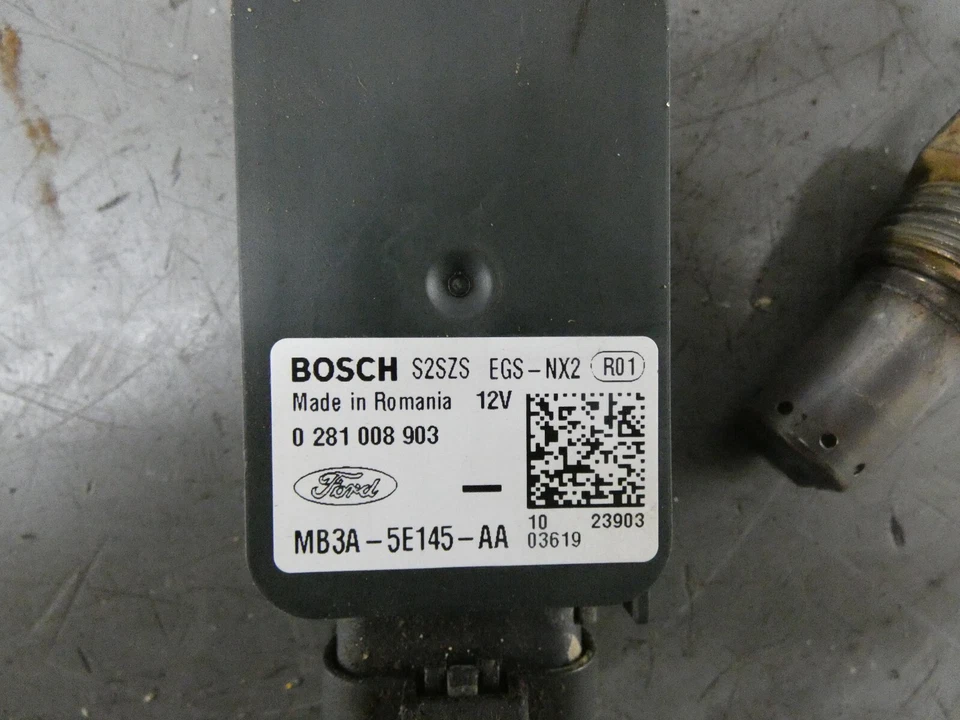 BOSCH S2SZS EGS-NX2 R01
Made in Romania 12V
0 281 008 903
Ford
MB3A-5E145-AA
10 23903
03619